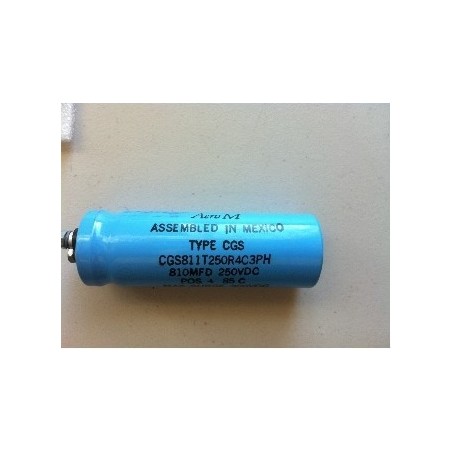 Aero M
ASSEMBLED IN MEXICO
TYPE CGS
CGS811T250R4C3PH
810MFD 250VDC
POS + 85 C